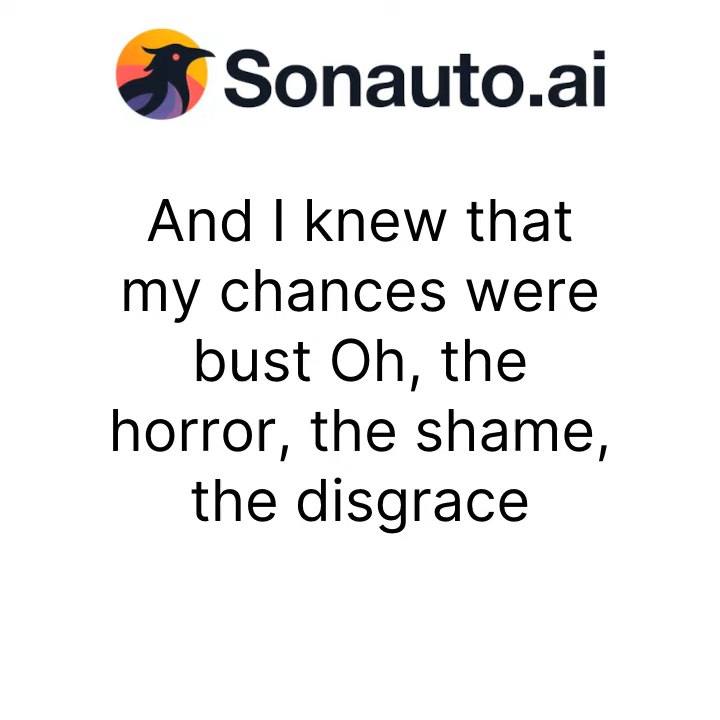 Sonauto.ai
And I knew that
my chances were
bust Oh, the
horror, the shame,
the disgrace